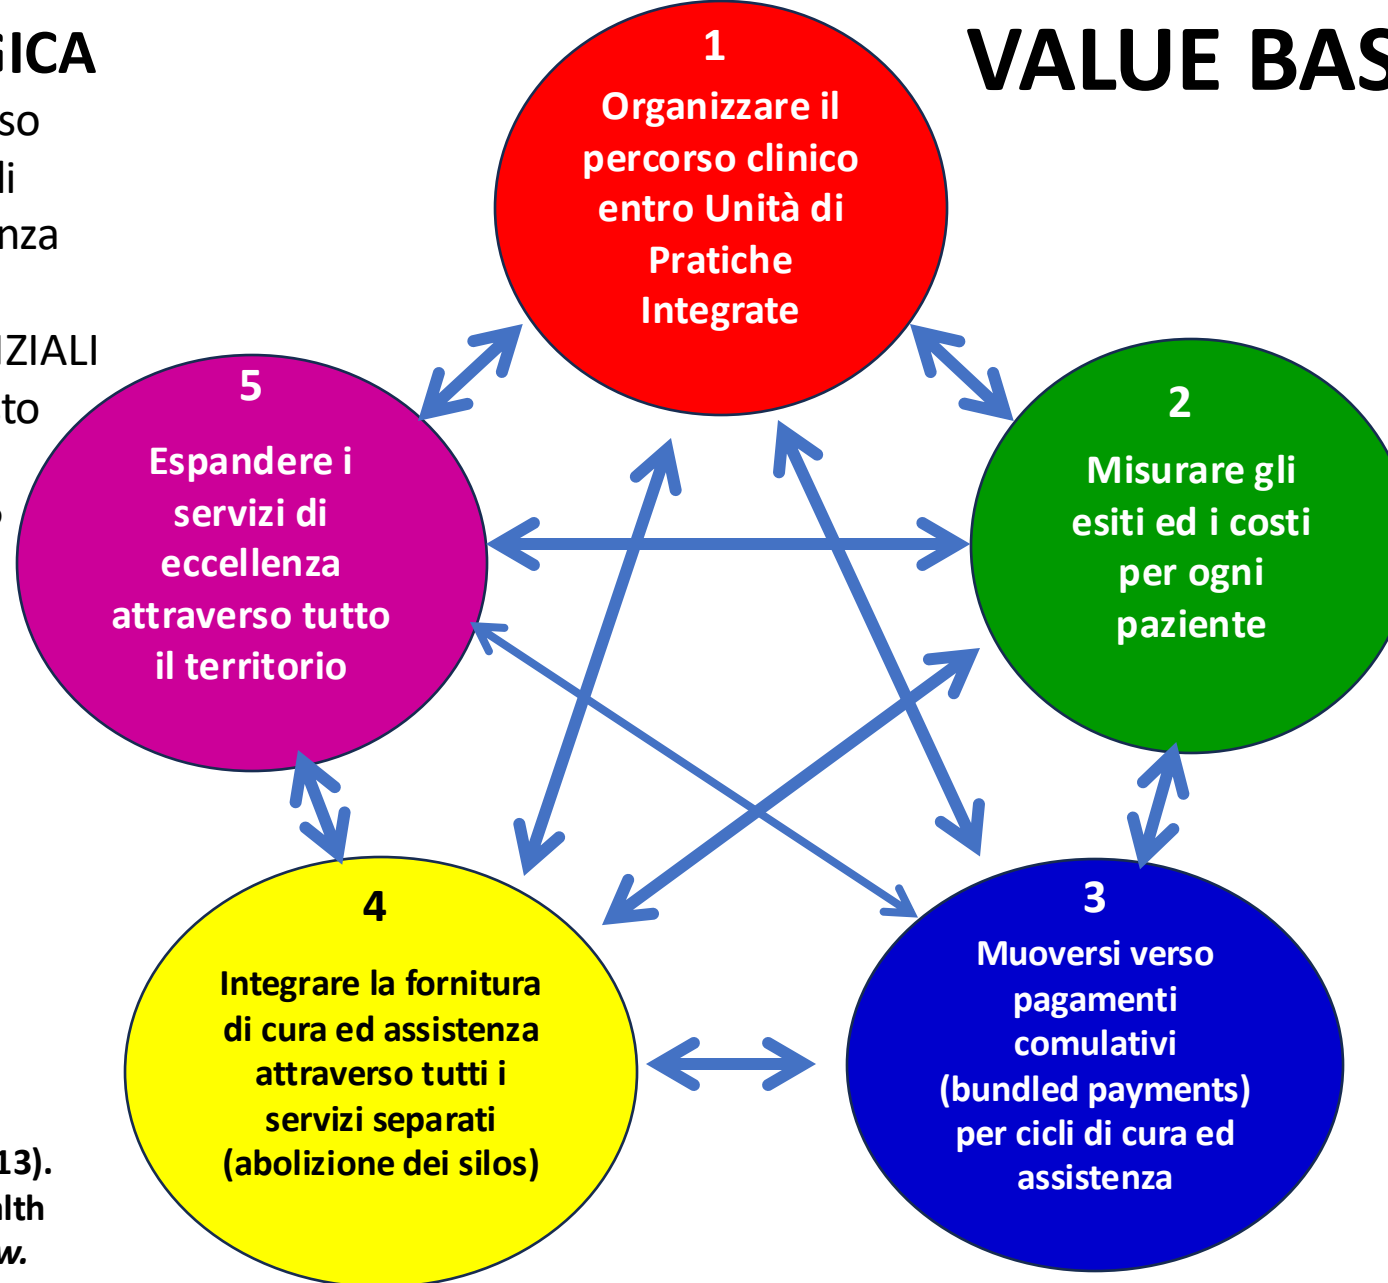 GICA
so
li
nza
IZIALI
to
VALUE BAS
1
Organizzare il
percorso clinico
entro Unità di
Pratiche
Integrate
2
Misurare gli
esiti ed i costi
per ogni
paziente
3
Muoversi verso
pagamenti
comulativi
(bundled payments)
per cicli di cura ed
assistenza
4
Integrare la fornitura
di cura ed assistenza
attraverso tutti i
servizi separati
(abolizione dei silos)
5
Espandere i
servizi di
eccellenza
attraverso tutto
il territorio
13).
alth
w.